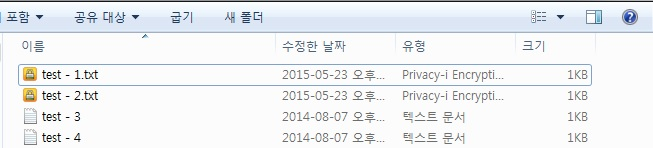 포함 ▼ 공유 대상 ▼ 굽기 새 폴더
이름 수정한 날짜 유형 크기
test - 1.txt 2015-05-23 오후... Privacy-i Encrypti... 1KB
test - 2.txt 2015-05-23 오후... Privacy-i Encrypti... 1KB
test - 3 2014-08-07 오후... 텍스트 문서 1KB
test - 4 2014-08-07 오후... 텍스트 문서 1KB